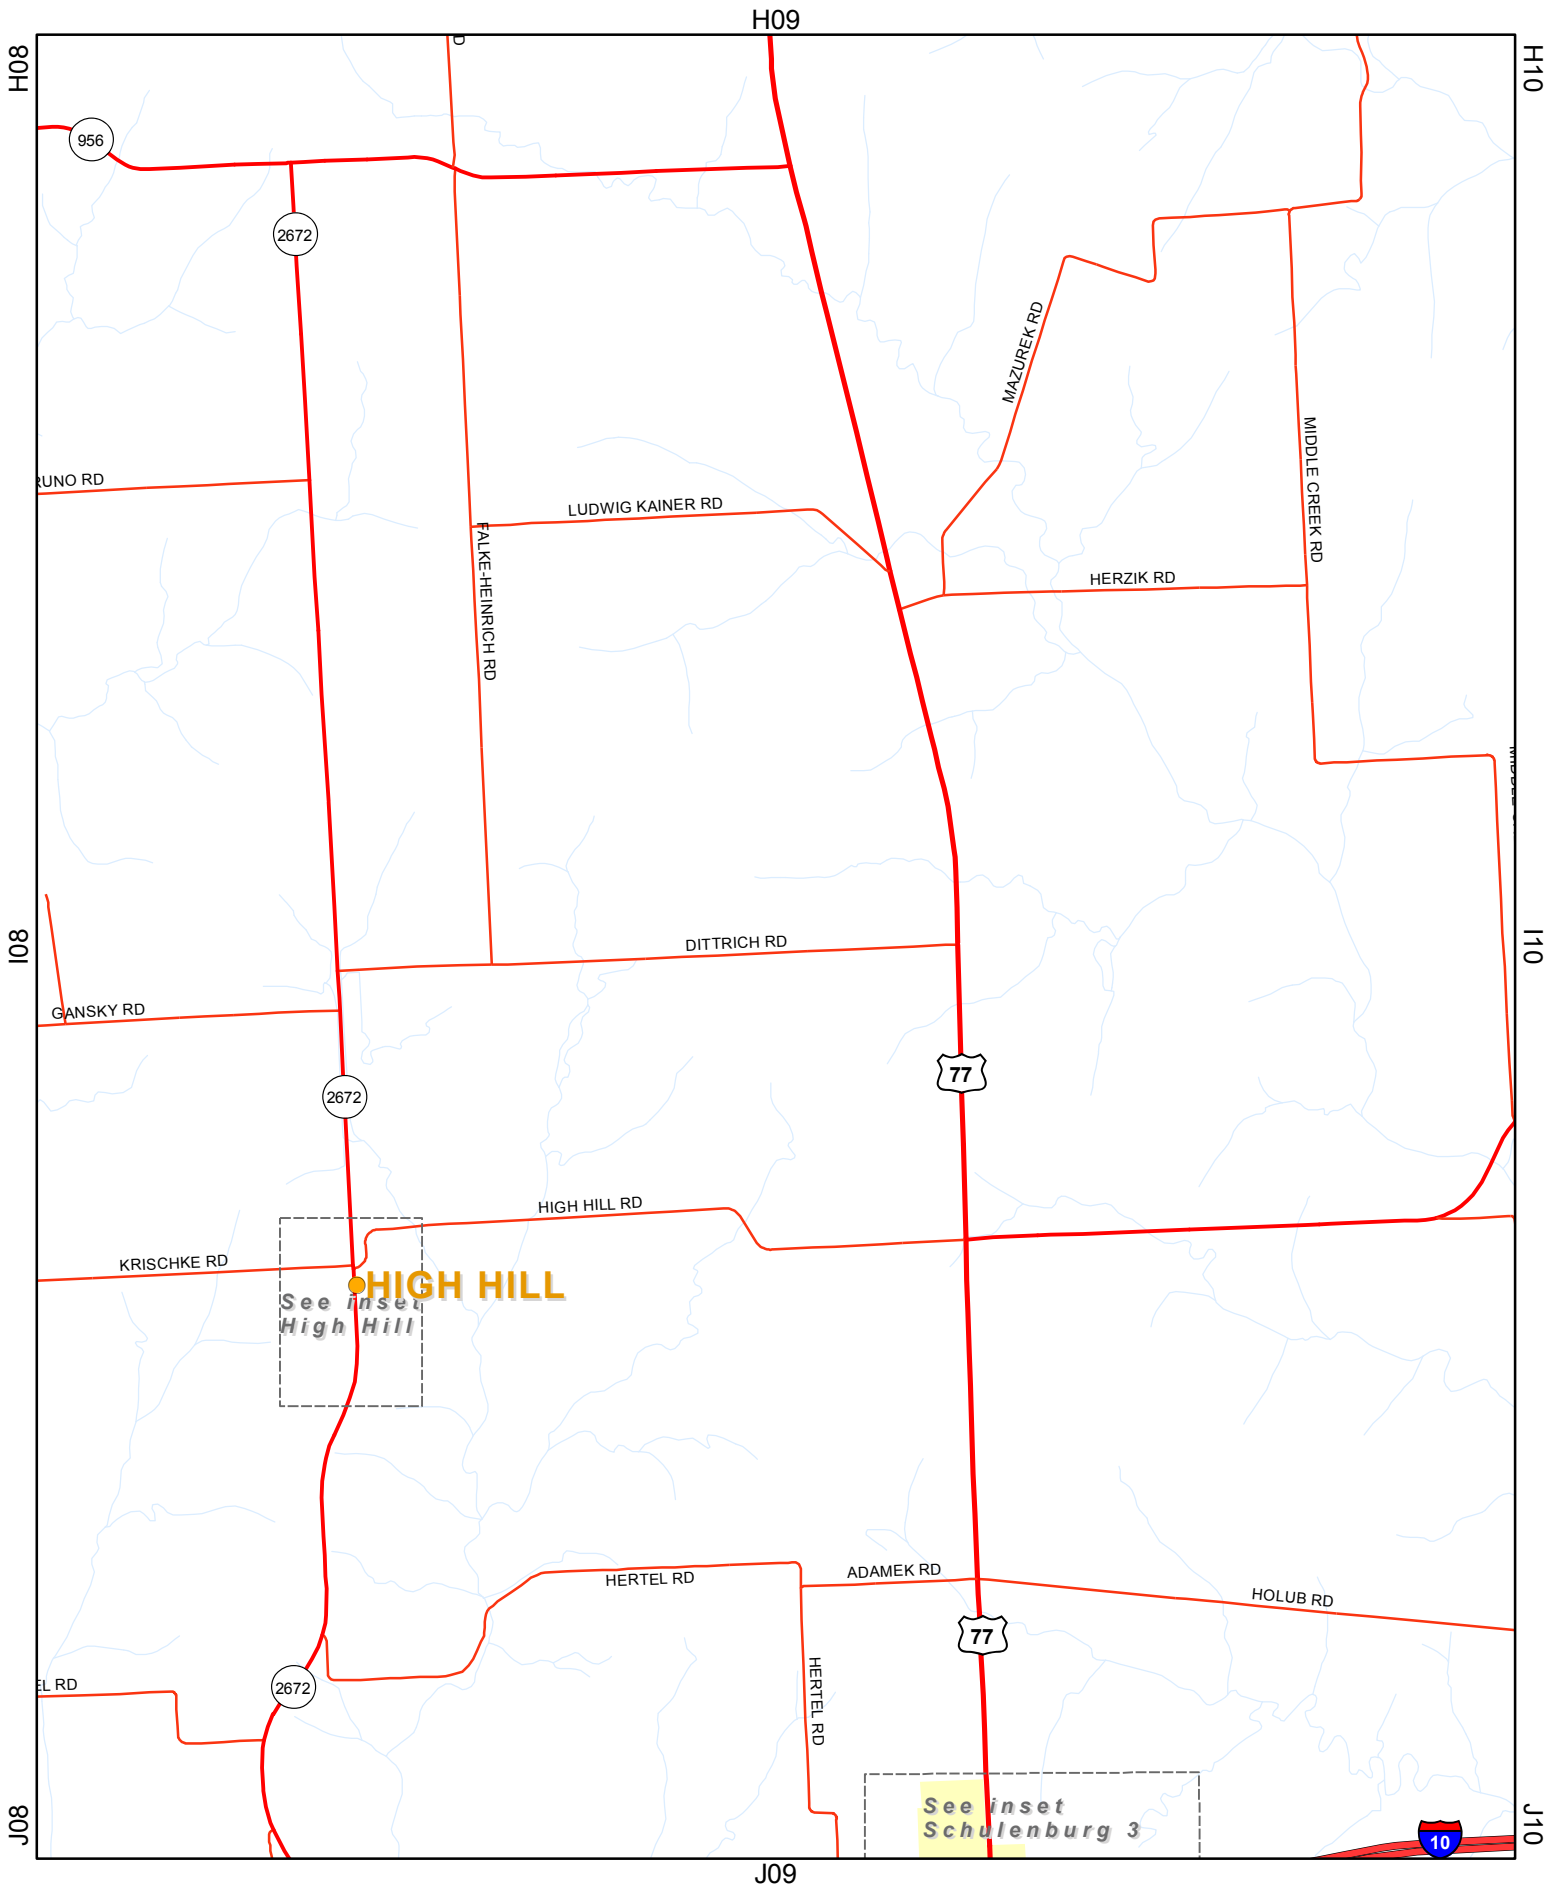 H09
H08
H10
D
956
2672
MAZUREK RD
RUNO RD
LUDWIG KAINER RD
MIDDLE CREEK RD
FALKE-HEINRICH RD
HERZIK RD
DITTRICH RD
I08
I10
GANSKY RD
77
2672
HIGH HILL RD
KRISCHKE RD
HIGH HILL
See inset
High Hill
ADAMEK RD
HERTEL RD
HOLUB RD
77
HERTEL RD
EL RD
2672
See inset
Schulenburg 3
J08
J10
10
J09